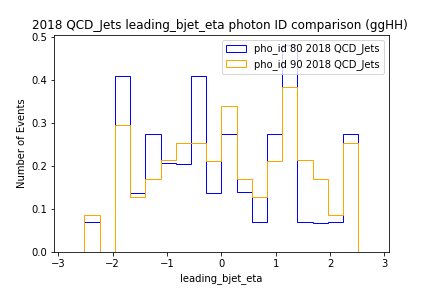 2018 QCD_Jets leading_bjet_eta photon ID comparison (ggHH)
pho_id 80 2018 QCD_Jets
pho_id 90 2018 QCD_Jets
Number of Events
0.5
0.4
0.3
0.2
0.1
0.0
−3
−2
−1
0
1
2
3
leading_bjet_eta